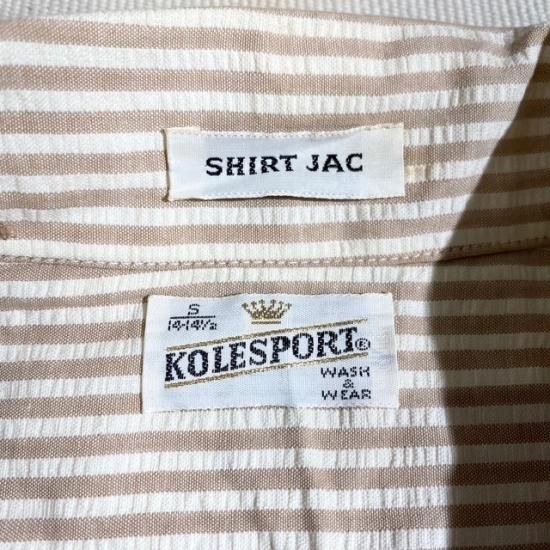 SHIRT JAC
S
14-14½
KOLESPORT®
WASH
&
WEAR